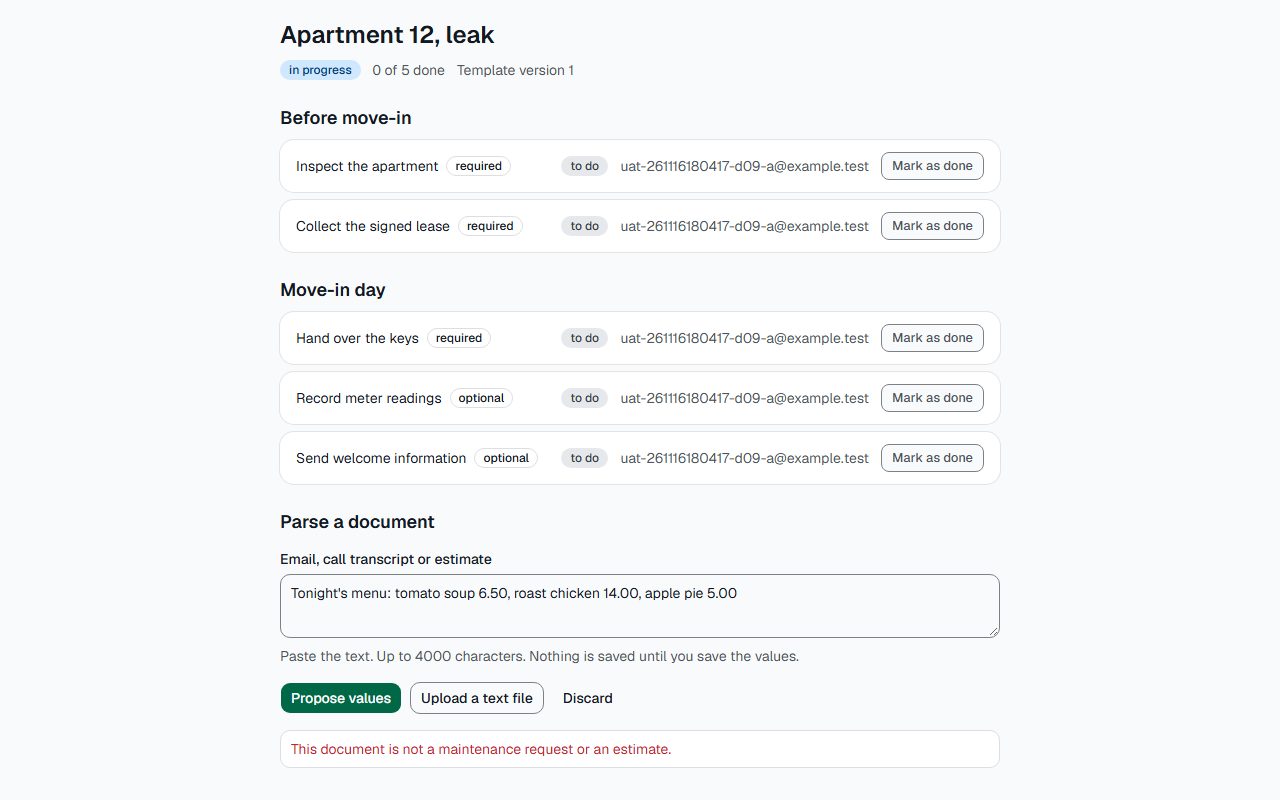 Apartment 12, leak
in progress 0 of 5 done Template version 1
Before move-in
Inspect the apartment required to do uat-261116180417-d09-a@example.test Mark as done
Collect the signed lease required to do uat-261116180417-d09-a@example.test Mark as done
Move-in day
Hand over the keys required to do uat-261116180417-d09-a@example.test Mark as done
Record meter readings optional to do uat-261116180417-d09-a@example.test Mark as done
Send welcome information optional to do uat-261116180417-d09-a@example.test Mark as done
Parse a document
Email, call transcript or estimate
Tonight's menu: tomato soup 6.50, roast chicken 14.00, apple pie 5.00
Paste the text. Up to 4000 characters. Nothing is saved until you save the values.
Propose values Upload a text file Discard
This document is not a maintenance request or an estimate.